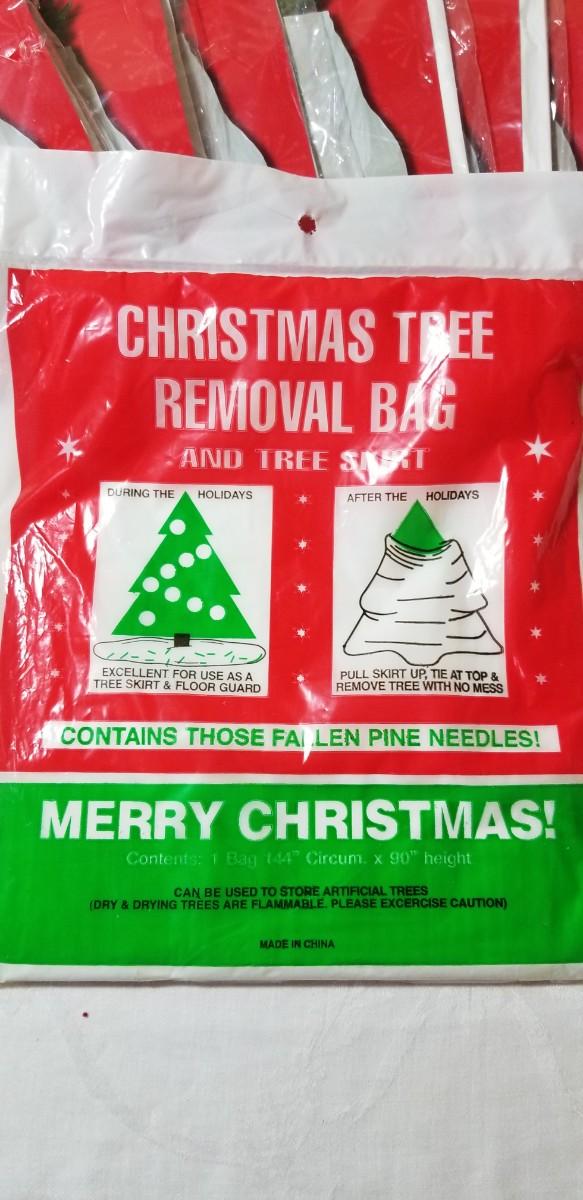 CHRISTMAS TREE
REMOVAL BAG
AND TREE SKIRT
DURING THE HOLIDAYS
EXCELLENT FOR USE AS A
TREE SKIRT & FLOOR GUARD
AFTER THE HOLIDAYS
PULL SKIRT UP, TIE AT TOP &
REMOVE TREE WITH NO MESS
CONTAINS THOSE FALLEN PINE NEEDLES!
MERRY CHRISTMAS!
Contents: 1 Bag 144" Circum. x 90" height
CAN BE USED TO STORE ARTIFICIAL TREES
(DRY & DRYING TREES ARE FLAMMABLE. PLEASE EXCERCISE CAUTION)
MADE IN CHINA